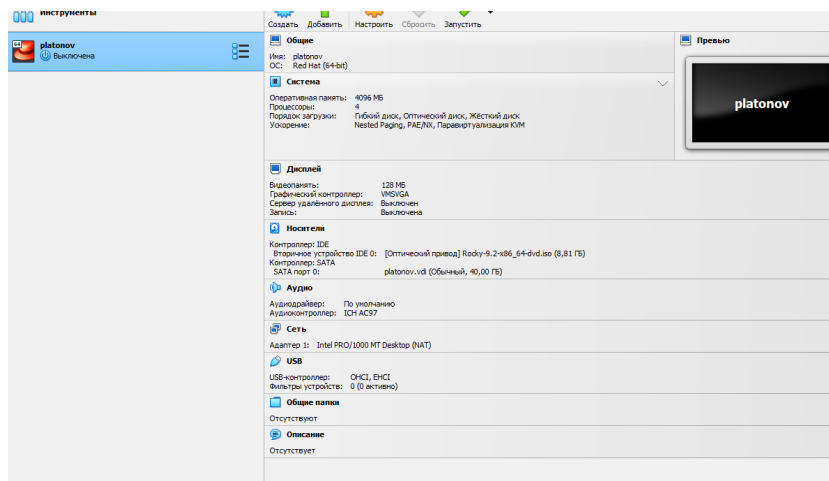 инструменты
Создать Добавить Настроить Сбросить Запустить
64
platonov
Выключена
Общие
Имя: platonov
ОС: Red Hat (64-bit)
Превью
platonov
Система
Оперативная память: 4096 МБ
Процессоры: 4
Порядок загрузки: Гибкий диск, Оптический диск, Жёсткий диск
Ускорение: Nested Paging, PAE/NX, Паравиртуализация KVM
Дисплей
Видеопамять: 128 МБ
Графический контроллер: VMSVGA
Сервер удалённого дисплея: Выключен
Запись: Выключена
Носители
Контроллер: IDE
Вторичное устройство IDE 0: [Оптический привод] Rocky-9.2-x86_64-dvd.iso (8,81 ГБ)
Контроллер: SATA
SATA порт 0: platonov.vdi (Обычный, 40,00 ГБ)
Аудио
Аудиодрайвер: По умолчанию
Аудиоконтроллер: ICH AC97
Сеть
Адаптер 1: Intel PRO/1000 MT Desktop (NAT)
USB
USB-контроллер: OHCI, EHCI
Фильтры устройств: 0 (0 активно)
Общие папки
Отсутствуют
Описание
Отсутствует